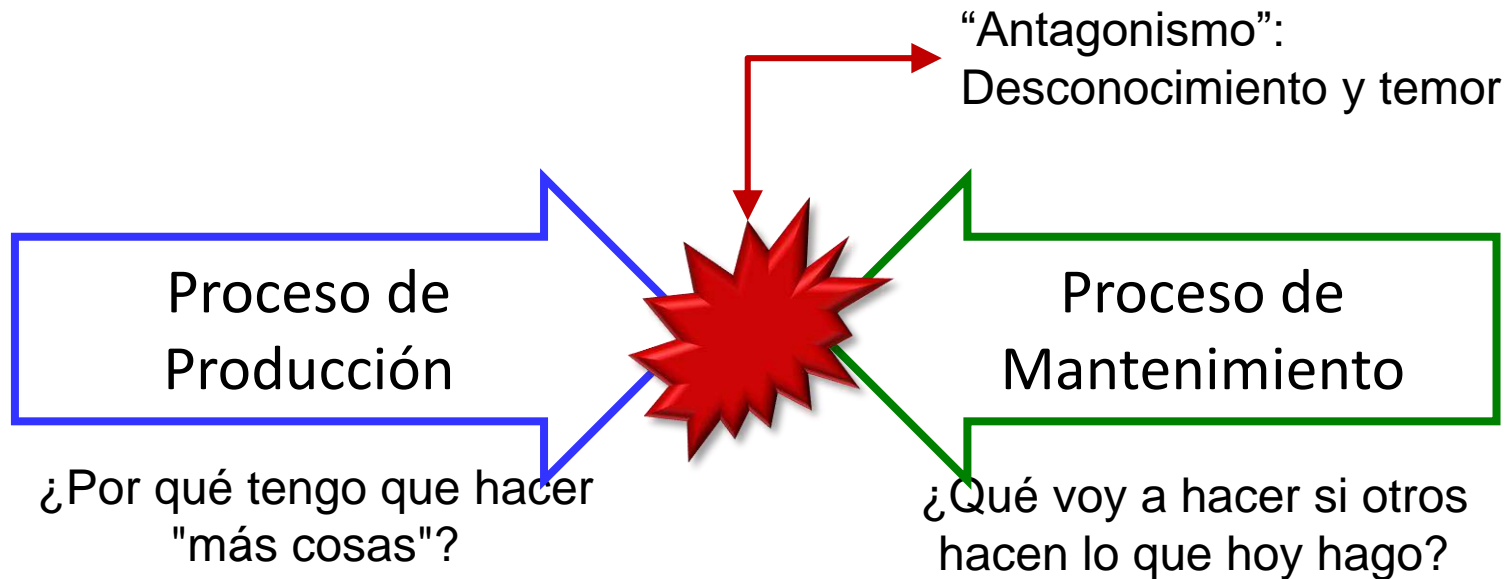 “Antagonismo”:
Desconocimiento y temor
Proceso de
Producción
Proceso de
Mantenimiento
¿Por qué tengo que hacer
"más cosas"?
¿Qué voy a hacer si otros
hacen lo que hoy hago?